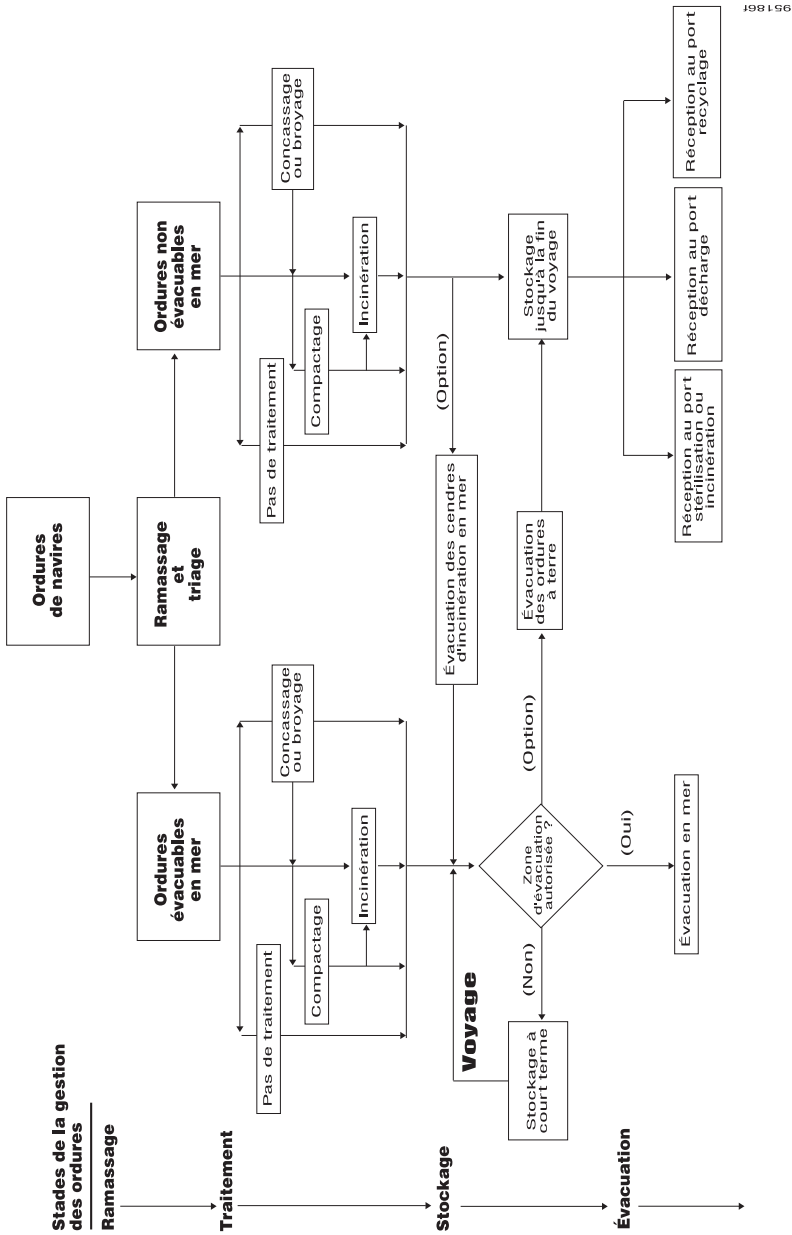 Stades de la gestion
des ordures
Ramassage
Traitement
Stockage
Évacuation
Ordures
de navires
Ramassage
et
triage
Ordures
évacuables
en mer
Ordures non
évacuables
en mer
Pas de traitement
Compactage
Incinération
Concassage
ou broyage
Pas de traitement
Compactage
Incinération
Concassage
ou broyage
Voyage
Évacuation des cendres
d'incinération en mer
(Option)
Stockage à
court terme
(Non)
Zone
d'évacuation
autorisée ?
(Option)
Évacuation
des ordures
à terre
Stockage
jusqu'à la fin
du voyage
(Oui)
Évacuation en mer
Réception au port
stérilisation ou
incinération
Réception au port
décharge
Réception au port
recyclage
95186f